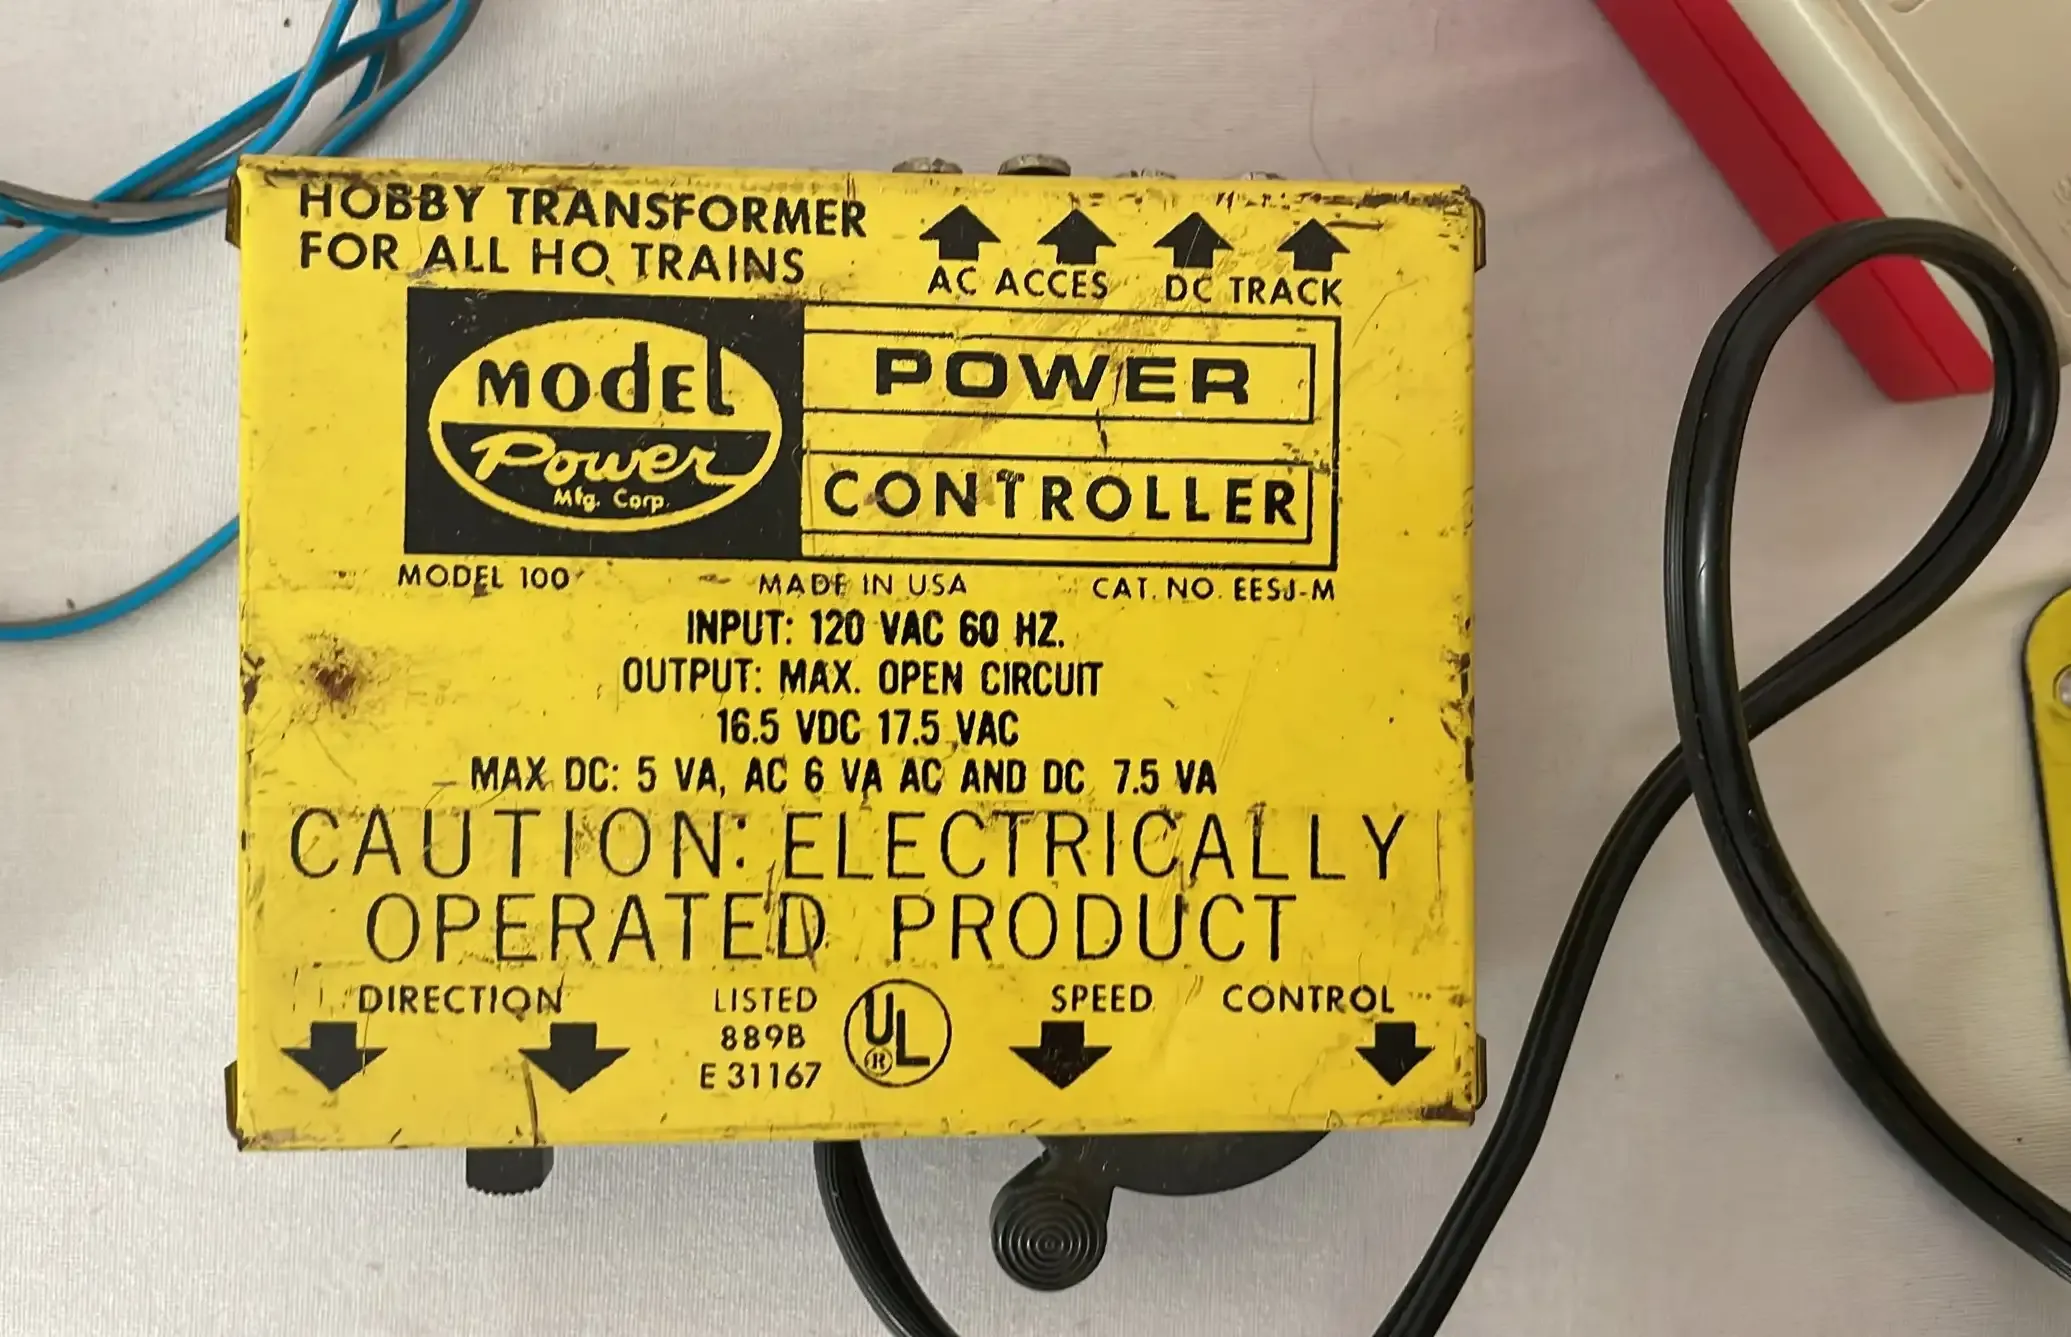 HOBBY TRANSFORMER
FOR ALL HO TRAINS
AC ACCES DC TRACK
MODEL
Power
Mfg. Corp.
POWER
CONTROLLER
MODEL 100 MADE IN USA CAT. NO. EESJ-M
INPUT: 120 VAC 60 HZ.
OUTPUT: MAX. OPEN CIRCUIT
16.5 VDC 17.5 VAC
MAX DC: 5 VA, AC 6 VA AC AND DC 7.5 VA
CAUTION: ELECTRICALLY
OPERATED PRODUCT
DIRECTION
LISTED
889B
E 31167
UL
®
SPEED CONTROL